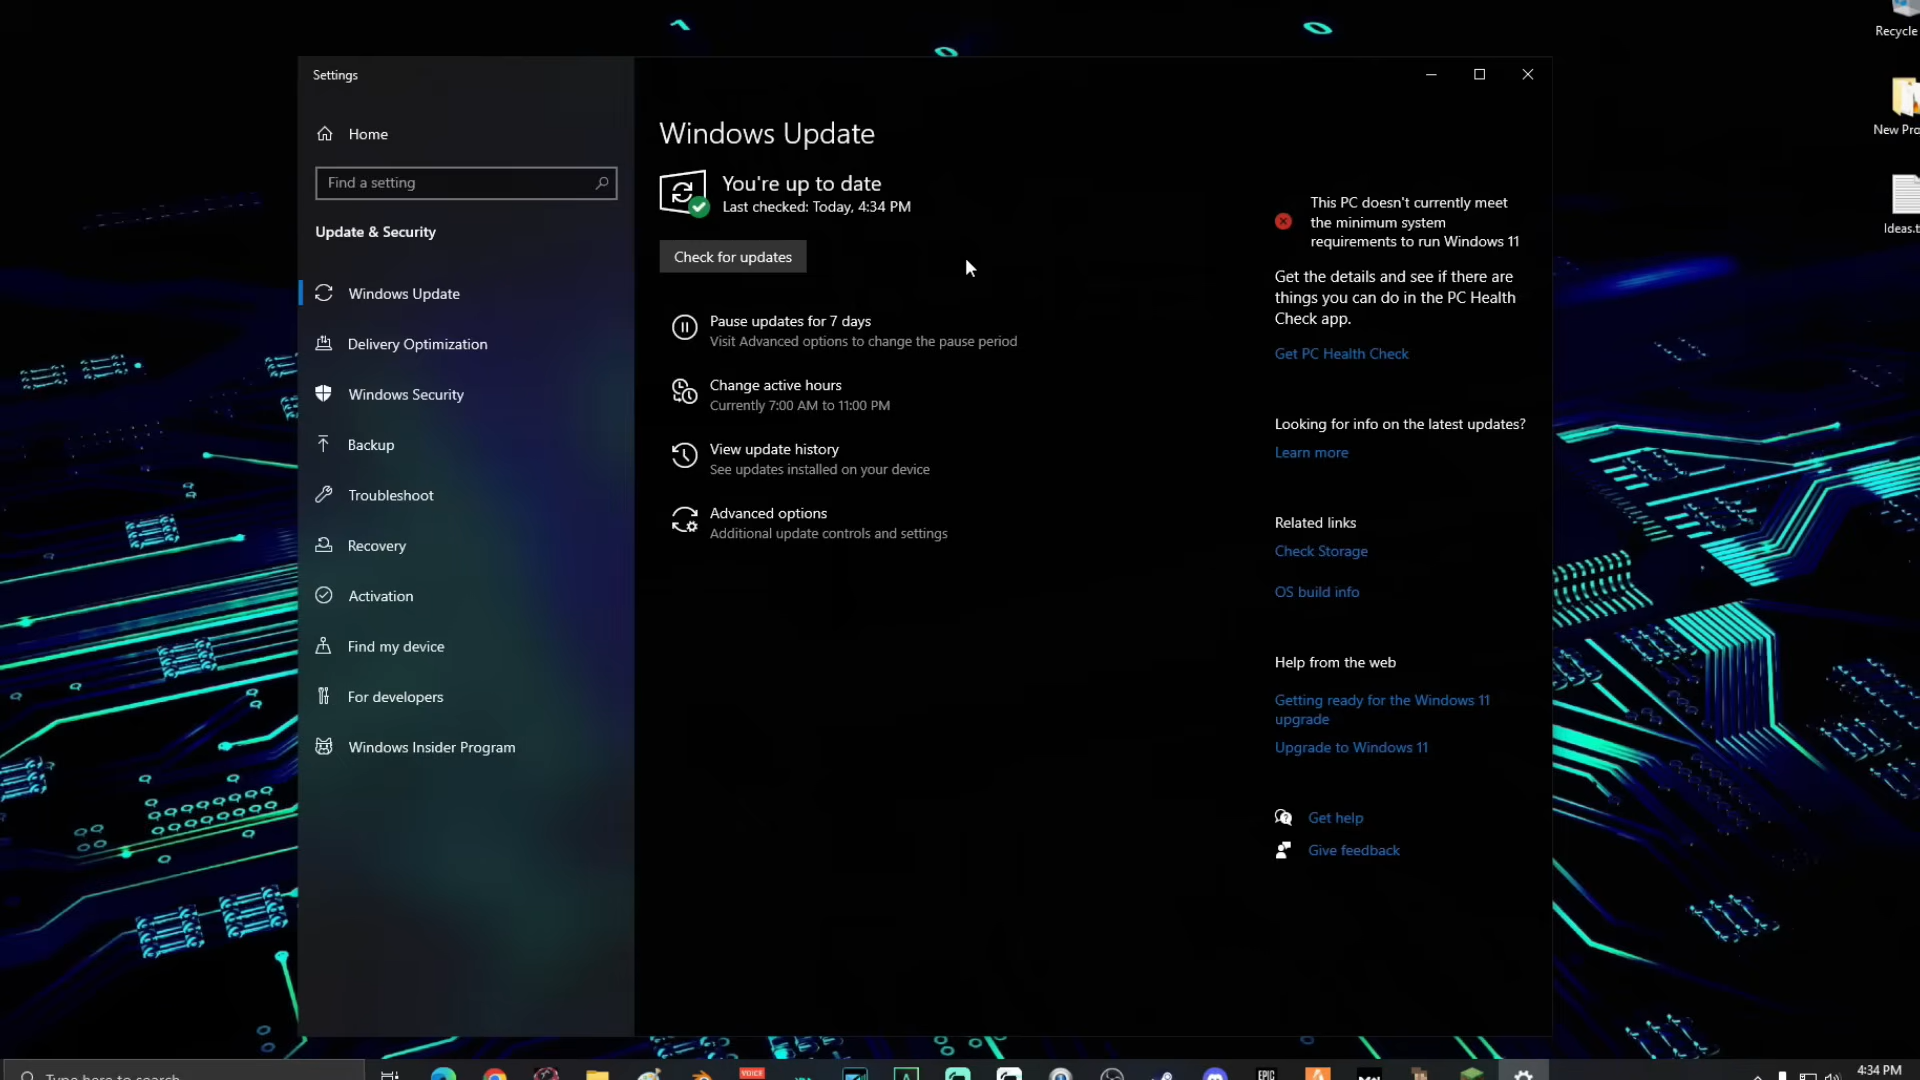 Recycle
Settings
Home
Windows Update
New Pro
Find a setting
You're up to date
Last checked: Today, 4:34 PM
This PC doesn't currently meet
the minimum system
requirements to run Windows 11
Update & Security
Check for updates
Get the details and see if there are
things you can do in the PC Health
Check app.
Get PC Health Check
Ideas.t
Windows Update
Delivery Optimization
Windows Security
Backup
Troubleshoot
Recovery
Activation
Find my device
For developers
Windows Insider Program
Pause updates for 7 days
Visit Advanced options to change the pause period
Change active hours
Currently 7:00 AM to 11:00 PM
View update history
See updates installed on your device
Advanced options
Additional update controls and settings
Looking for info on the latest updates?
Learn more
Related links
Check Storage
OS build info
Help from the web
Getting ready for the Windows 11
upgrade
Upgrade to Windows 11
Get help
Give feedback
Type here to search
VOICE
EPIC
4:34 PM